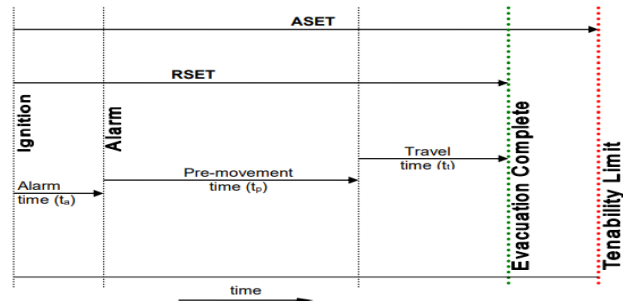 ASET
RSET
Ignition
Alarm
Evacuation Complete
Tenability Limit
Travel
time (tₜ)
Pre-movement
time (tₚ)
Alarm
time (tₐ)
time